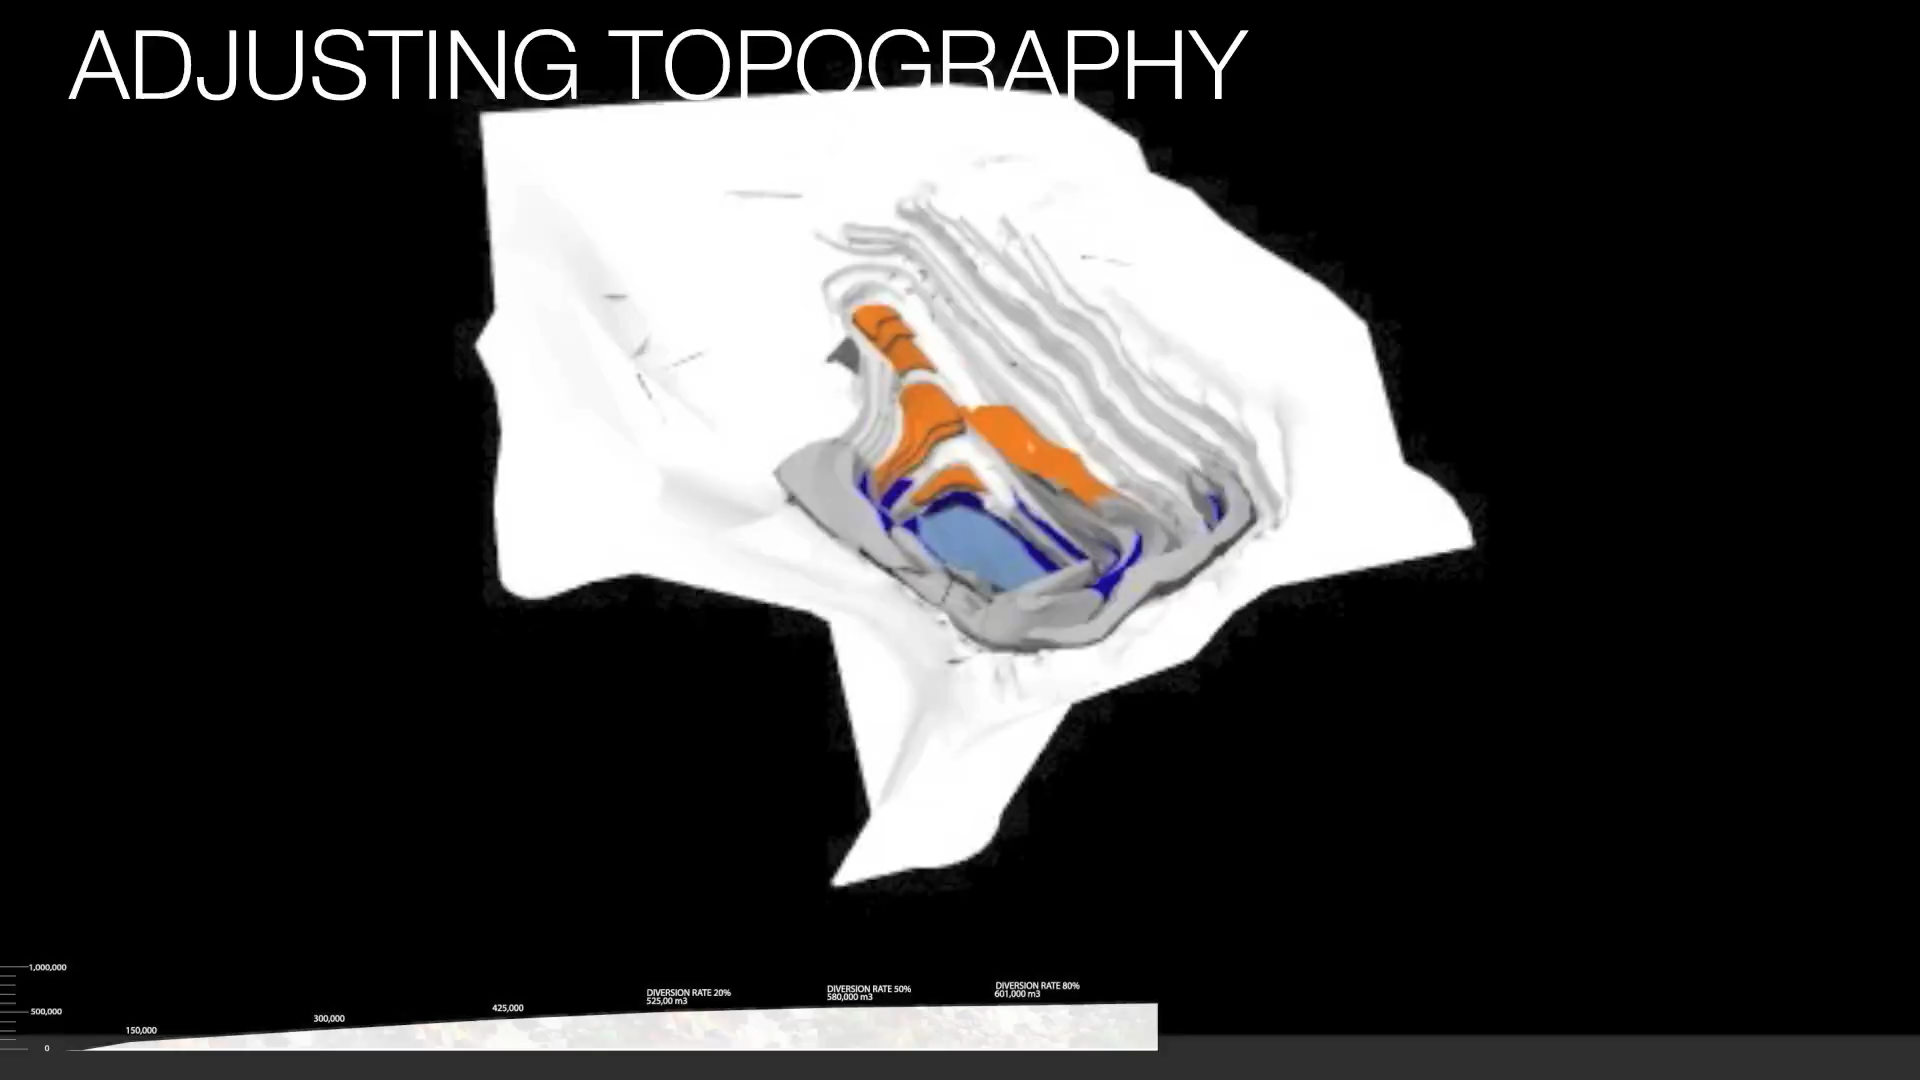 ADJUSTING TOPOGRAPHY
1,000,000
500,000
0
150,000
300,000
425,000
DIVERSION RATE 20%
525,00 m3
DIVERSION RATE 50%
580,000 m3
DIVERSION RATE 80%
601,000 m3